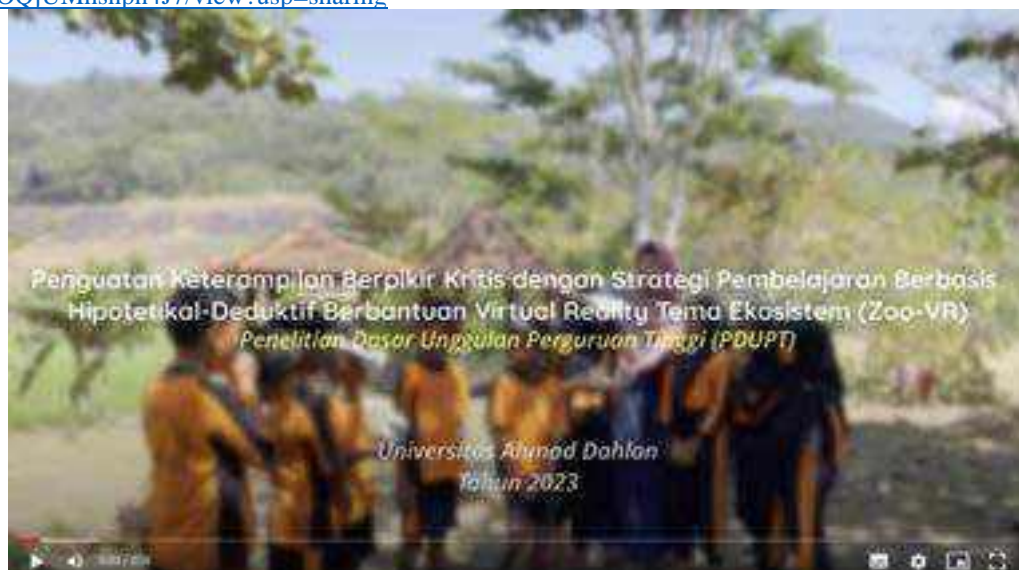 Penguatan Keterampilan Berpikir Kritis dengan Strategi Pembelajaran Berbasis
Hipotetikal-Deduktif Berbantuan Virtual Reality Tema Ekosistem (Zoo-VR)
Penelitian Dasar Unggulan Perguruan Tinggi (PDUPT)
Universitas Ahmad Dahlan
Tahun 2023